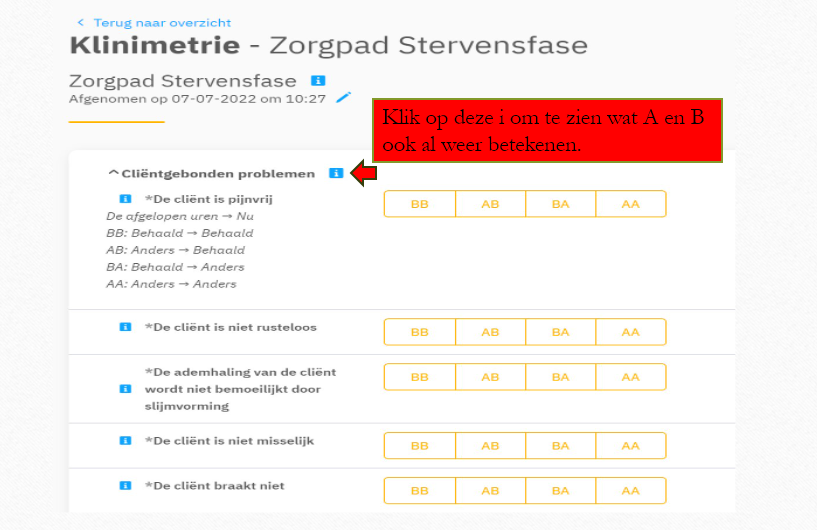 < Terug naar overzicht
Klinimetrie - Zorgpad Stervensfase
Zorgpad Stervensfase i
Afgenomen op 07-07-2022 om 10:27
Klik op deze i om te zien wat A en B
ook al weer betekenen.
^ Cliëntgebonden problemen i
i *De cliënt is pijnvrij BB AB BA AA
De afgelopen uren → Nu
BB: Behaald → Behaald
AB: Anders → Behaald
BA: Behaald → Anders
AA: Anders → Anders
i *De cliënt is niet rusteloos BB AB BA AA
*De ademhaling van de cliënt
i wordt niet bemoeilijkt door BB AB BA AA
slijmvorming
i *De cliënt is niet misselijk BB AB BA AA
i *De cliënt braakt niet BB AB BA AA